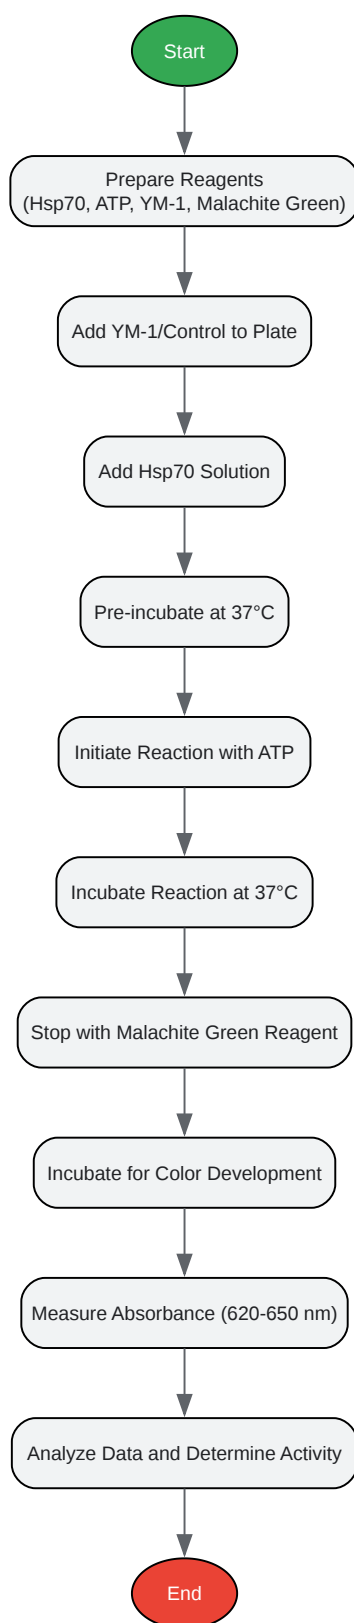 Start
Prepare Reagents
(Hsp70, ATP, YM-1, Malachite Green)
Add YM-1/Control to Plate
Add Hsp70 Solution
Pre-incubate at 37°C
Initiate Reaction with ATP
Incubate Reaction at 37°C
Stop with Malachite Green Reagent
Incubate for Color Development
Measure Absorbance (620-650 nm)
Analyze Data and Determine Activity
End